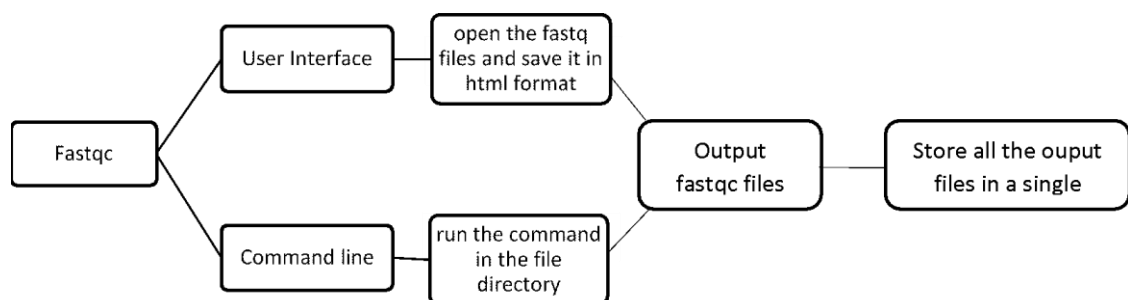 Fastqc
User Interface
open the fastq
files and save it in
html format
Command line
run the command
in the file
directory
Output
fastqc files
Store all the ouput
files in a single